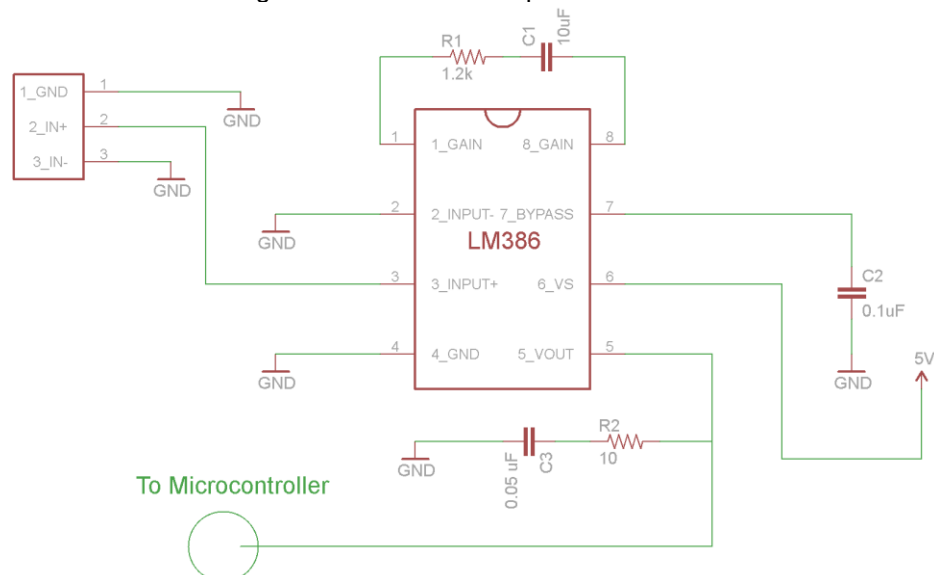 R1
1.2k
C1
10uF
1_GND
1
GND
2_IN+
2
3_IN-
3
GND
1
1_GAIN
8_GAIN
8
2
2_INPUT-
7_BYPASS
7
GND
LM386
3
3_INPUT+
6_VS
6
C2
0.1uF
4
4_GND
5_VOUT
5
GND
GND
5V
R2
10
GND
0.05 uF
C3
To Microcontroller